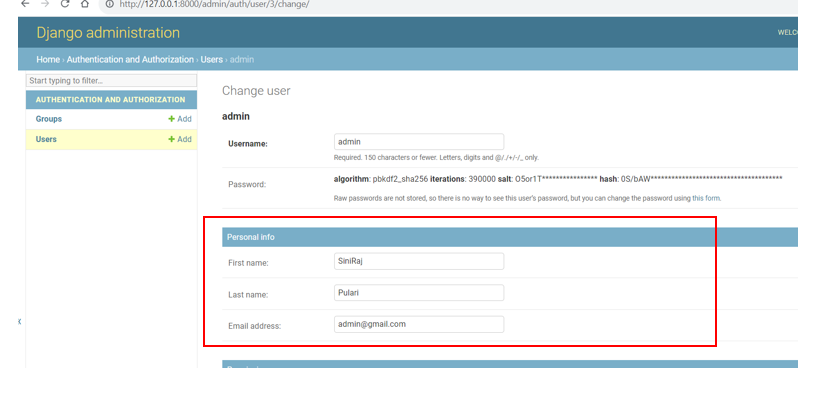 http://127.0.0.1:8000/admin/auth/user/3/change/
Django administration
Home › Authentication and Authorization › Users › admin
Start typing to filter...
AUTHENTICATION AND AUTHORIZATION
Groups + Add
Users + Add
Change user
admin
Username: admin
Required. 150 characters or fewer. Letters, digits and @/./+/-/_ only.
Password: algorithm: pbkdf2_sha256 iterations: 390000 salt: O5or1T**************** hash: 0S/bAW**************************************
Raw passwords are not stored, so there is no way to see this user's password, but you can change the password using this form.
Personal info
First name: SiniRaj
Last name: Pulari
Email address: admin@gmail.com